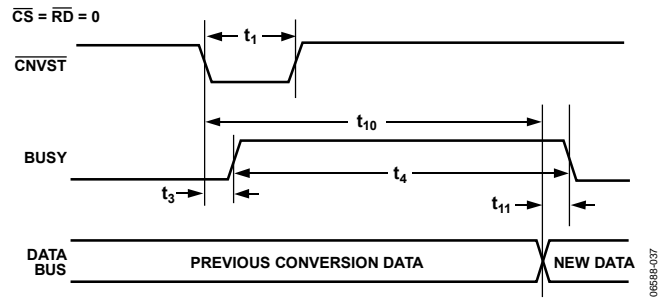 CS = RD = 0
t1
CNVST
t10
BUSY
t4
t3
t11
DATA
BUS
PREVIOUS CONVERSION DATA
NEW DATA
06588-037